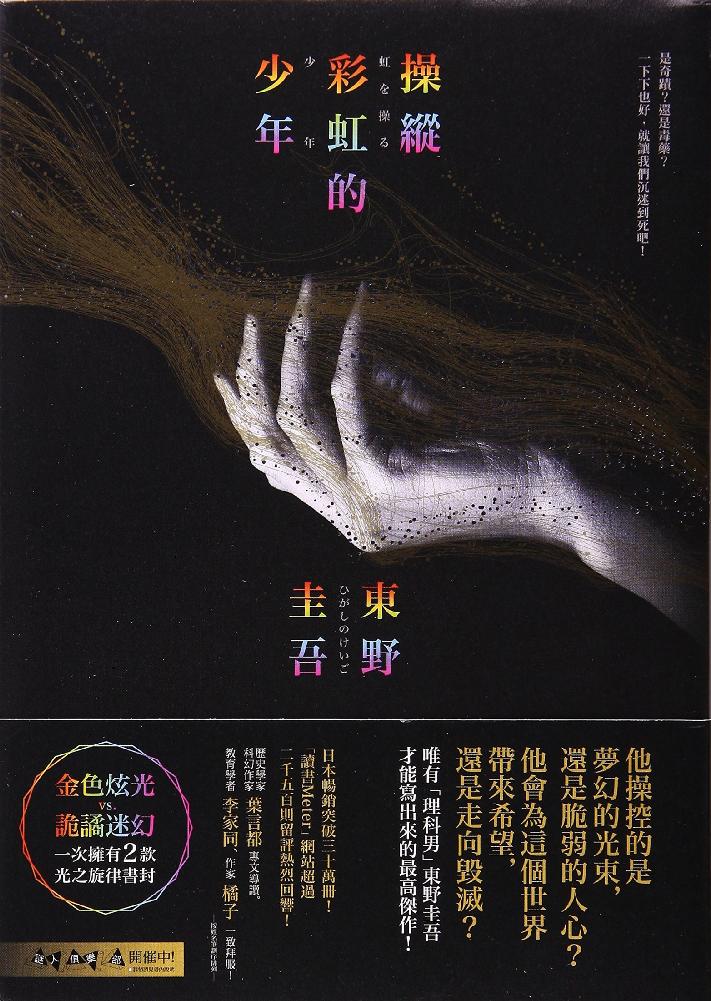 是奇蹟？還是毒藥？
一下下也好，就讓我們沉迷到死吧！
操縱
虹を操る
彩虹的
少年
少年
東野
ひがしのけいご
圭吾
他操控的是
夢幻的光束，
還是脆弱的人心？
他會為這個世界
帶來希望，
還是走向毀滅？
唯有「理科男」東野圭吾
才能寫出來的最高傑作！
日本暢銷突破三十萬冊！
「讀書Meter」網站超過
二千五百則留評熱烈回響！
歷史學家
科幻作家 葉言都 專文導讀。
教育學者 李家同、作家 橘子 一致拜服！
金色炫光
vs.
詭譎迷幻
一次擁有2款
光之旋律書封
謎人俱樂部 開催中！